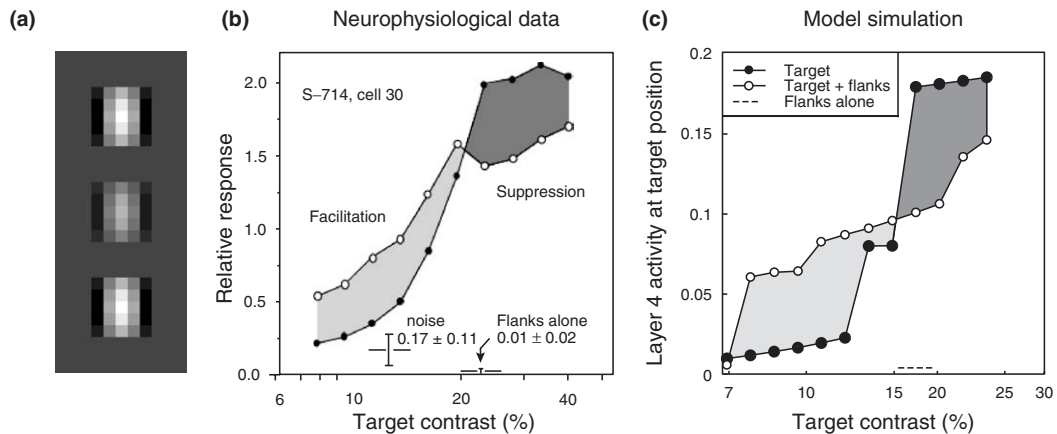 (a)
(b)
Neurophysiological data
S–714, cell 30
Facilitation
Suppression
noise
0.17 ± 0.11
Flanks alone
0.01 ± 0.02
Relative response
2.0
1.5
1.0
0.5
0.0
6 10 20 40 60
Target contrast (%)
(c)
Model simulation
Target
Target + flanks
Flanks alone
Layer 4 activity at target position
0.2
0.15
0.1
0.05
0
7 10 15 20 25 30
Target contrast (%)